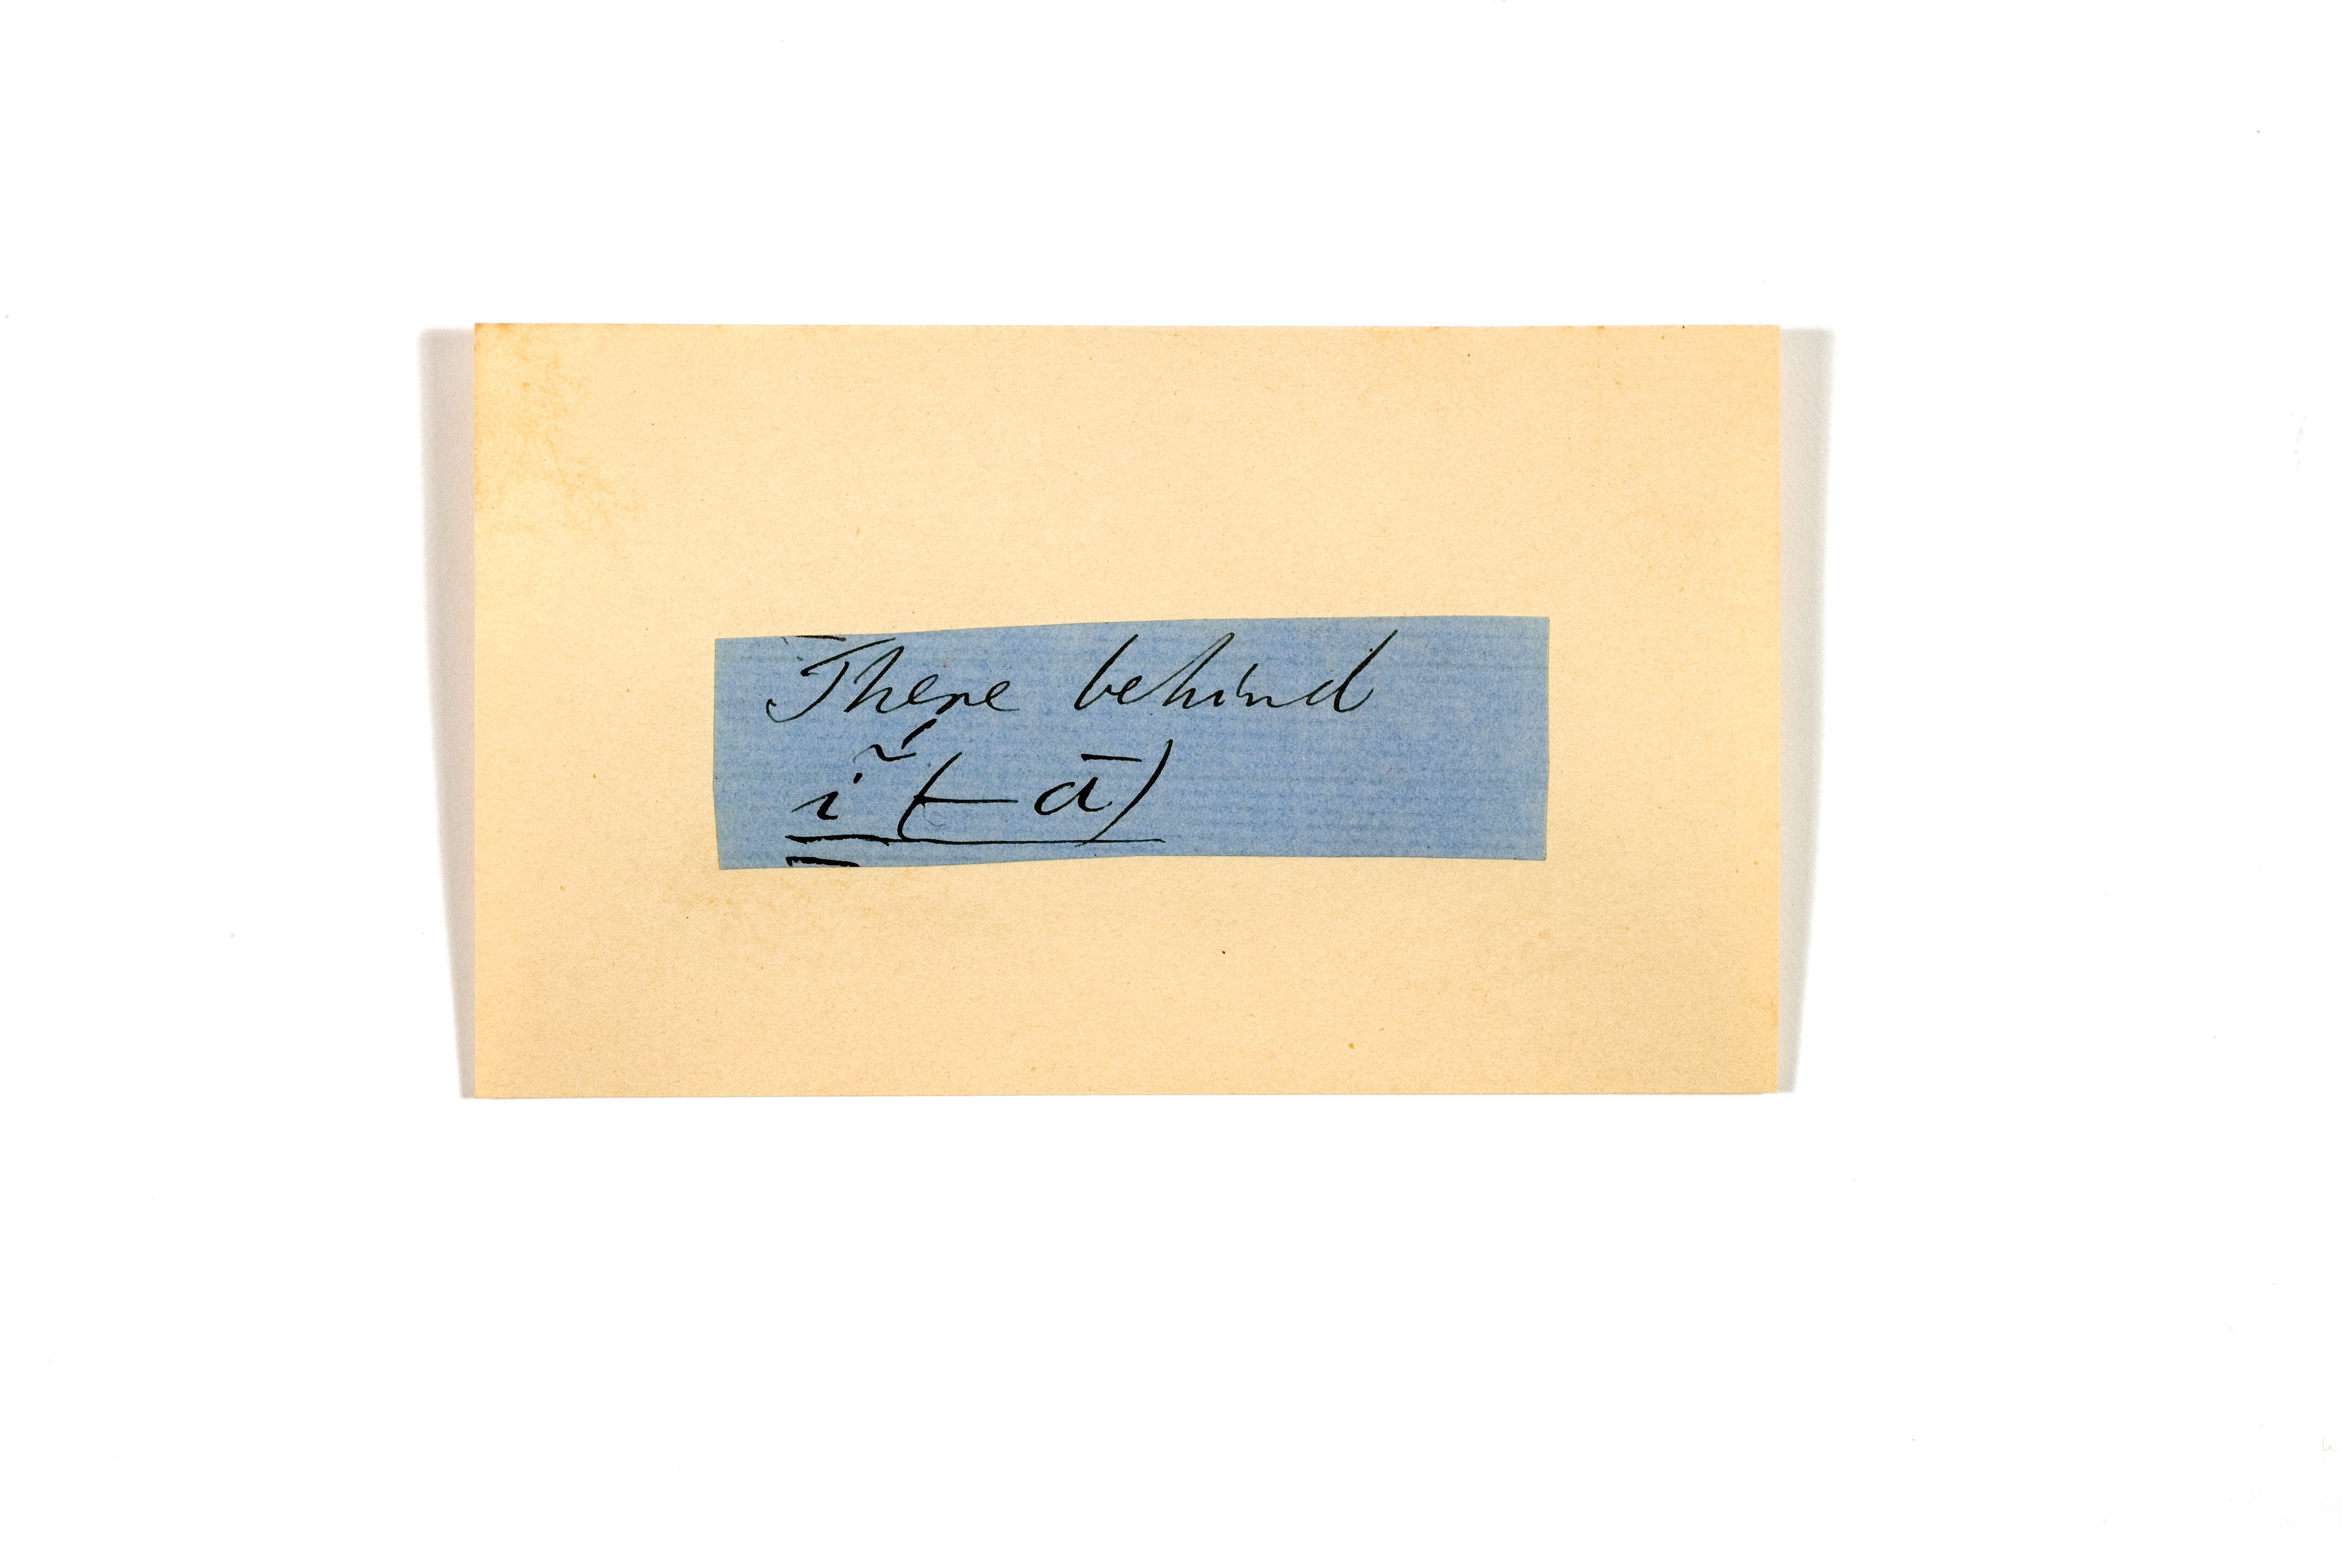 There behind
ĩ́ (– ā)